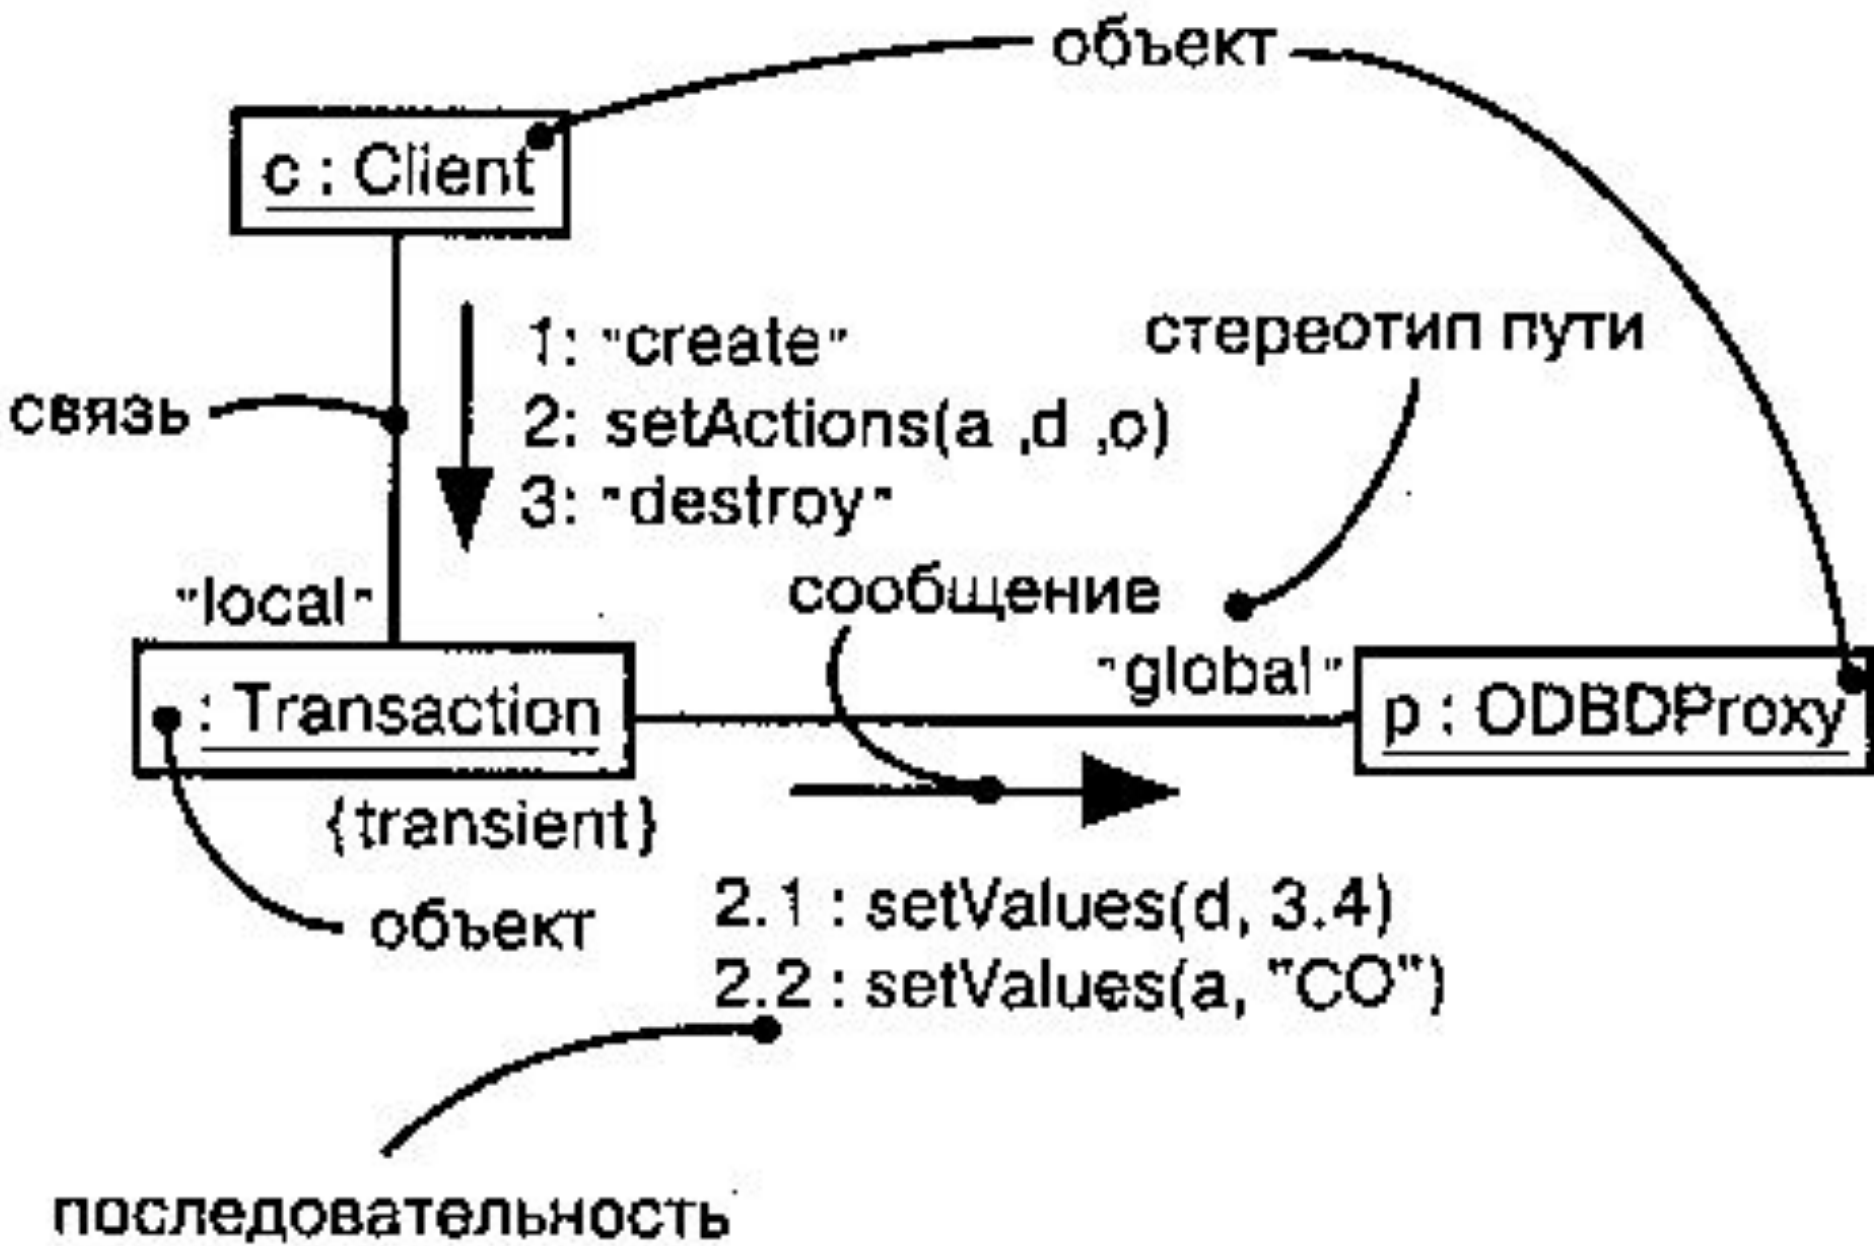 объект
c : Client
1: "create"
стереотип пути
связь
2: setActions(a ,d ,o)
3: "destroy"
"local"
сообщение
"global"
: Transaction
p : ODBDProxy
{transient}
объект
2.1 : setValues(d, 3.4)
2.2 : setValues(a, "CO")
последовательность